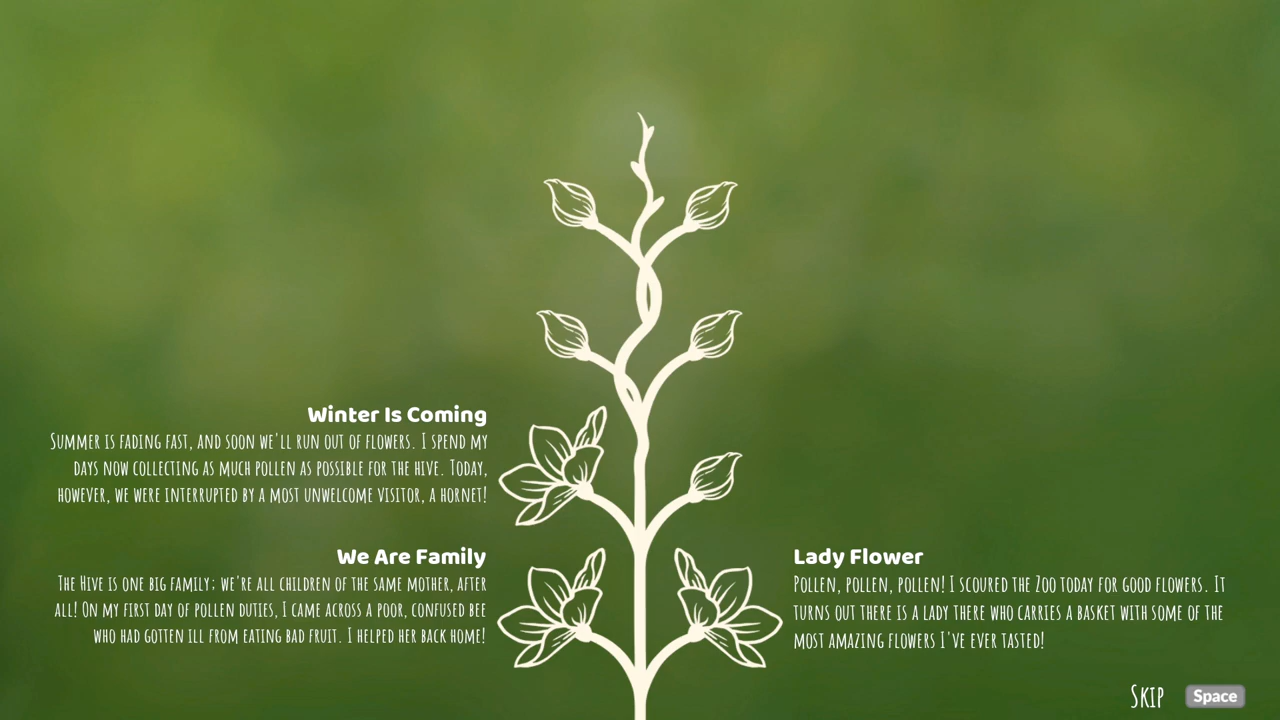 Winter Is Coming
Summer is fading fast, and soon we'll run out of flowers. I spend my
days now collecting as much pollen as possible for the hive. Today,
however, we were interrupted by a most unwelcome visitor, a hornet!
We Are Family
The Hive is one big family; we're all children of the same mother, after
all! On my first day of pollen duties, I came across a poor, confused bee
who had gotten ill from eating bad fruit. I helped her back home!
Lady Flower
Pollen, pollen, pollen! I scoured the Zoo today for good flowers. It
turns out there is a lady there who carries a basket with some of the
most amazing flowers I've ever tasted!
Skip Space